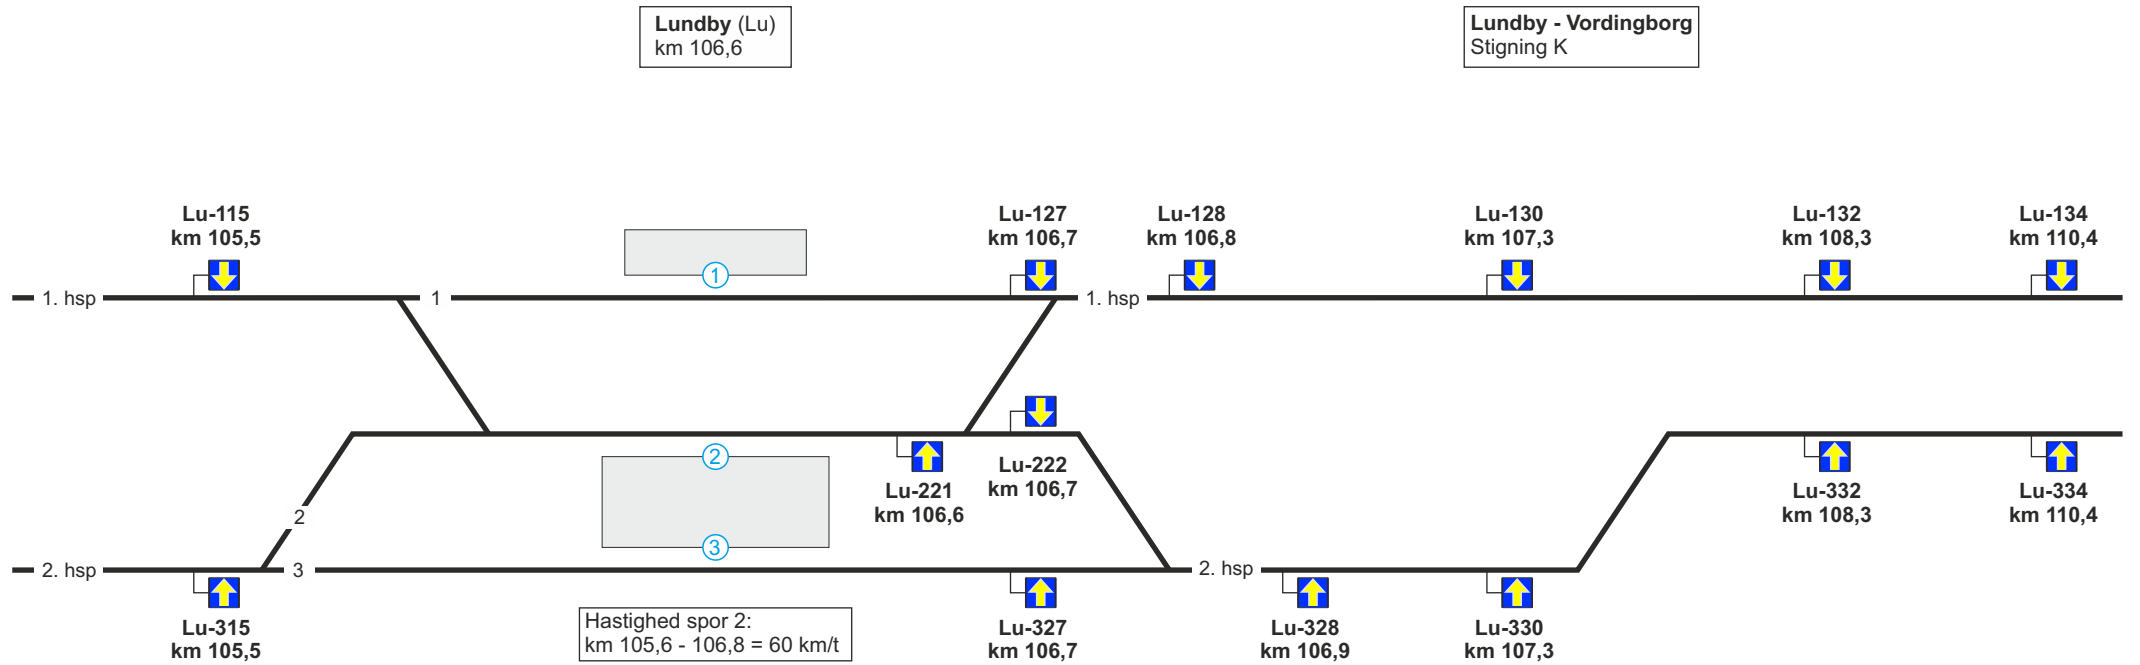 Lundby (Lu)
km 106,6
Lundby - Vordingborg
Stigning K
Lu-115
km 105,5
Lu-127
km 106,7
Lu-128
km 106,8
Lu-130
km 107,3
Lu-132
km 108,3
Lu-134
km 110,4
1. hsp
1
1
1. hsp
2
Lu-221
km 106,6
Lu-222
km 106,7
Lu-332
km 108,3
Lu-334
km 110,4
2
3
2. hsp
3
2. hsp
Lu-315
km 105,5
Hastighed spor 2:
km 105,6 - 106,8 = 60 km/t
Lu-327
km 106,7
Lu-328
km 106,9
Lu-330
km 107,3